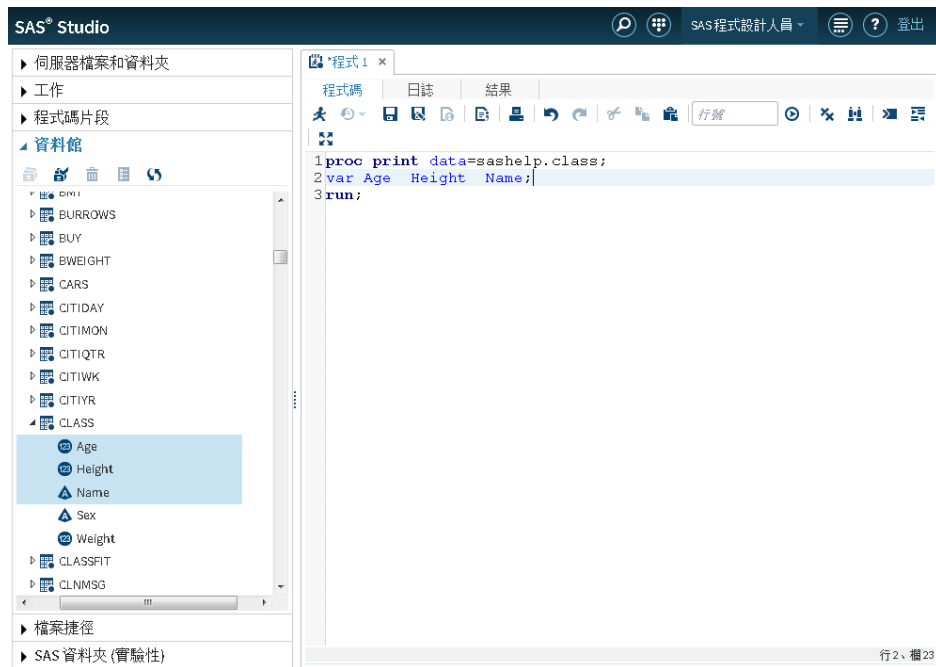 SAS® Studio
SAS程式設計人員
登出
伺服器檔案和資料夾
工作
程式碼片段
資料館
BMT
BURROWS
BUY
BWEIGHT
CARS
CITIDAY
CITIMON
CITIQTR
CITIWK
CITIYR
CLASS
Age
Height
Name
Sex
Weight
CLASSFIT
CLNMSG
檔案捷徑
SAS 資料夾 (實驗性)
*程式 1
程式碼 日誌 結果
行號
1 proc print data=sashelp.class;
2 var Age Height Name;
3 run;
行 2、欄 23